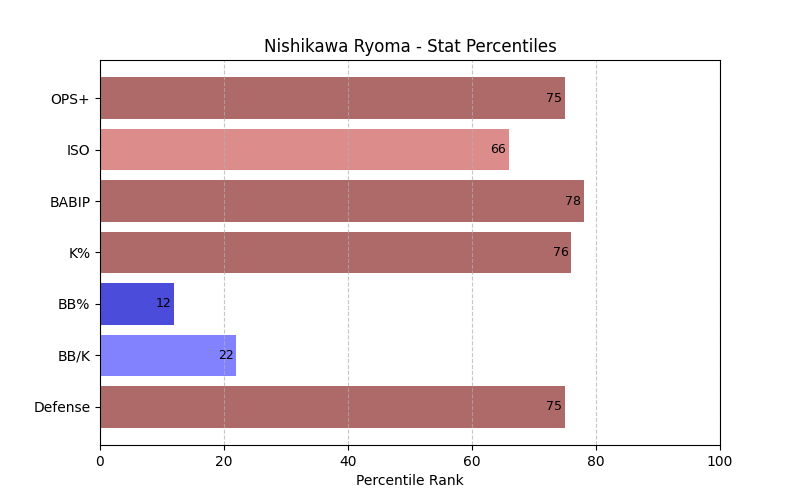 Nishikawa Ryoma - Stat Percentiles
OPS+ 75
ISO 66
BABIP 78
K% 76
BB% 12
BB/K 22
Defense 75
0 20 40 60 80 100
Percentile Rank